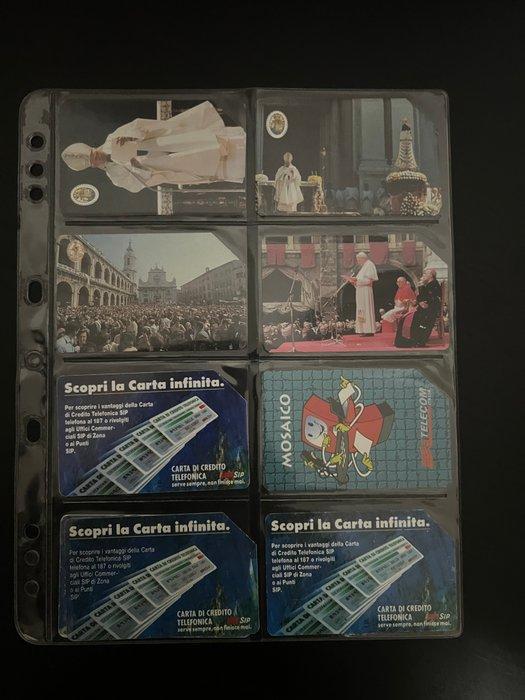 Scopri la Carta infinita.
Per scoprire i vantaggi della Carta
di Credito Telefonica SIP
telefona al 187 o rivolgiti
agli Uffici Commer-
ciali SIP di Zona
o ai Punti
SIP.
CARTA DI CREDITO
TELEFONICA
serve sempre, non finisce mai.
SIP
MOSAICO
TELECOM
Scopri la Carta infinita.
Per scoprire i vantaggi della Carta
di Credito Telefonica SIP
telefona al 187 o rivolgiti
agli Uffici Commer-
ciali SIP di Zona
o ai Punti
SIP.
CARTA DI CREDITO
TELEFONICA
serve sempre, non finisce mai.
SIP
Scopri la Carta infinita.
Per scoprire i vantaggi della Carta
di Credito Telefonica SIP
telefona al 187 o rivolgiti
agli Uffici Commer-
ciali SIP di Zona
o ai Punti
SIP.
CARTA DI CREDITO
TELEFONICA
serve sempre, non finisce mai.
SIP